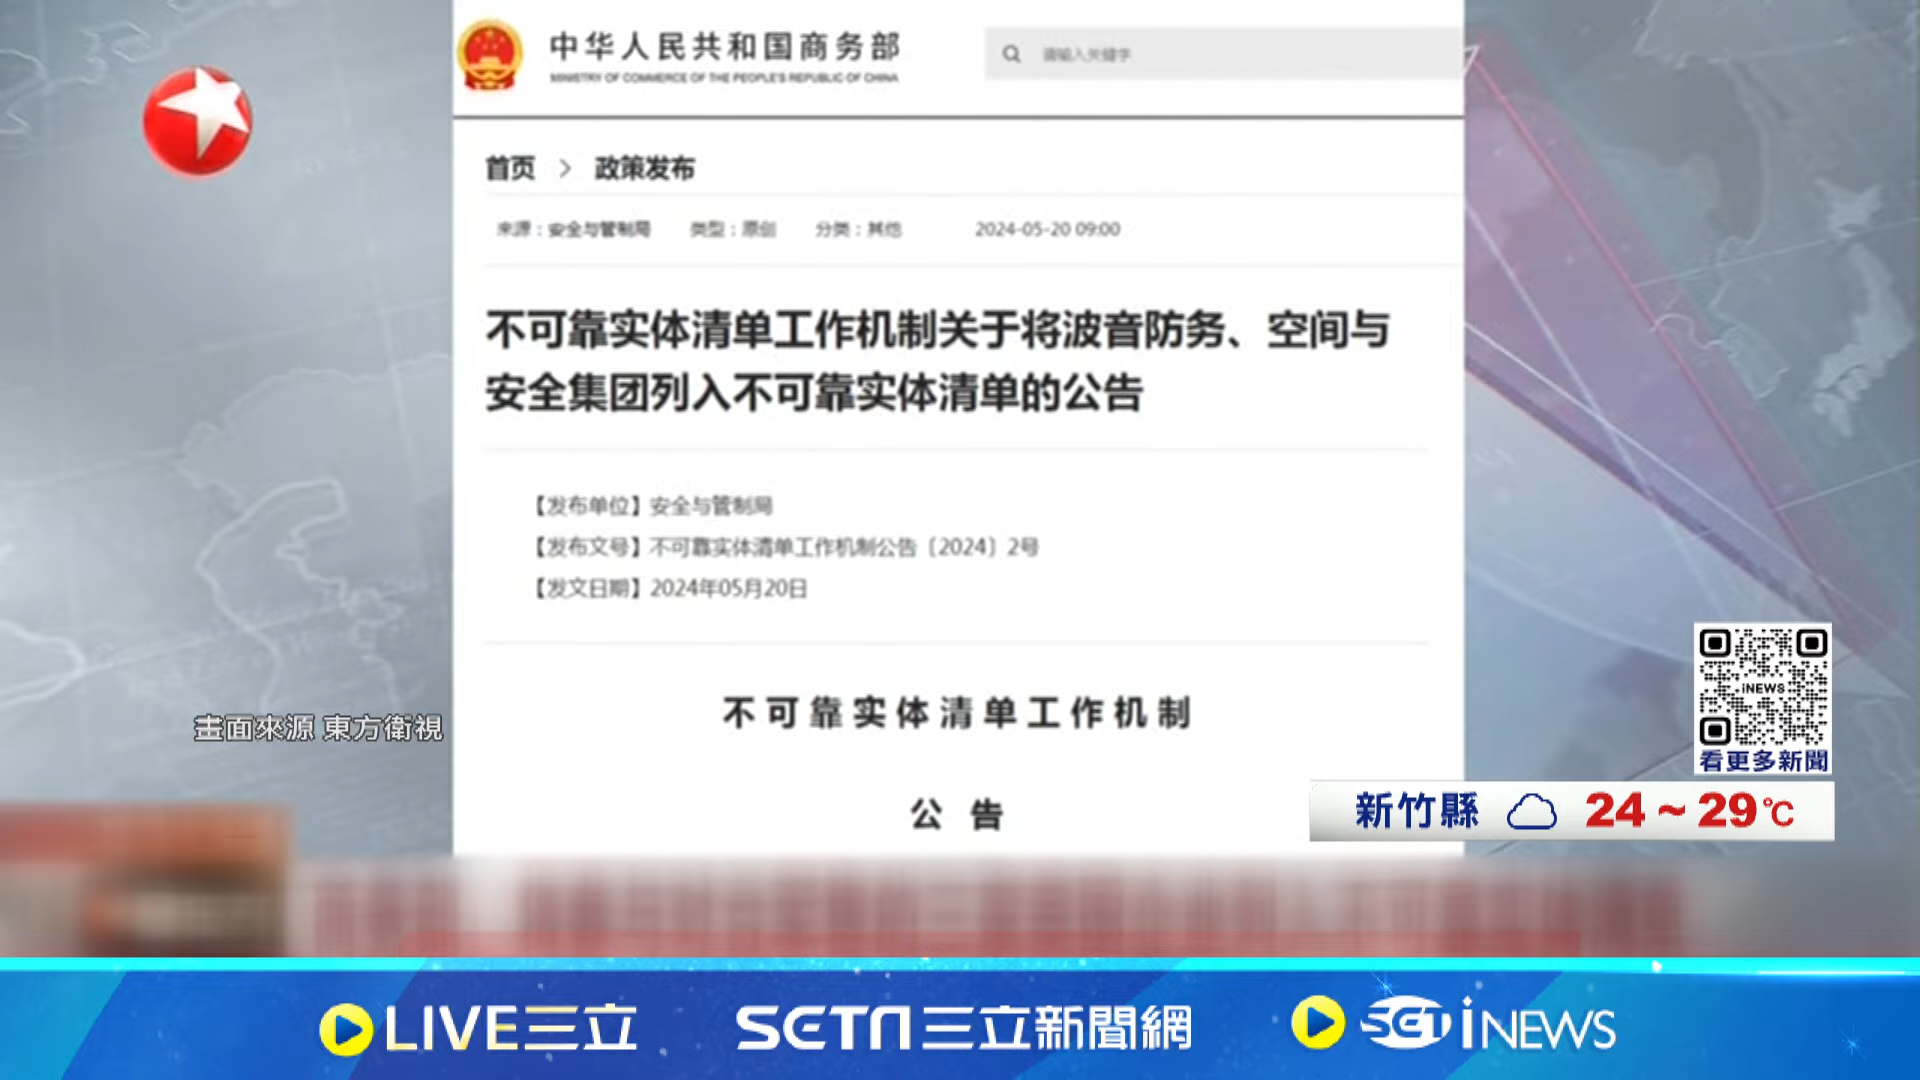 中华人民共和国商务部
MINISTRY OF COMMERCE OF THE PEOPLE'S REPUBLIC OF CHINA
请输入关键字
首页 > 政策发布
来源：安全与管制局 类型：原创 分类：其他 2024-05-20 09:00
不可靠实体清单工作机制关于将波音防务、空间与
安全集团列入不可靠实体清单的公告
【发布单位】安全与管制局
【发布文号】不可靠实体清单工作机制公告〔2024〕2号
【发文日期】2024年05月20日
不可靠实体清单工作机制
公 告
畫面來源 東方衛視
iNEWS
看更多新聞
新竹縣 24～29℃
LIVE三立 SETN三立新聞網 SET iNEWS